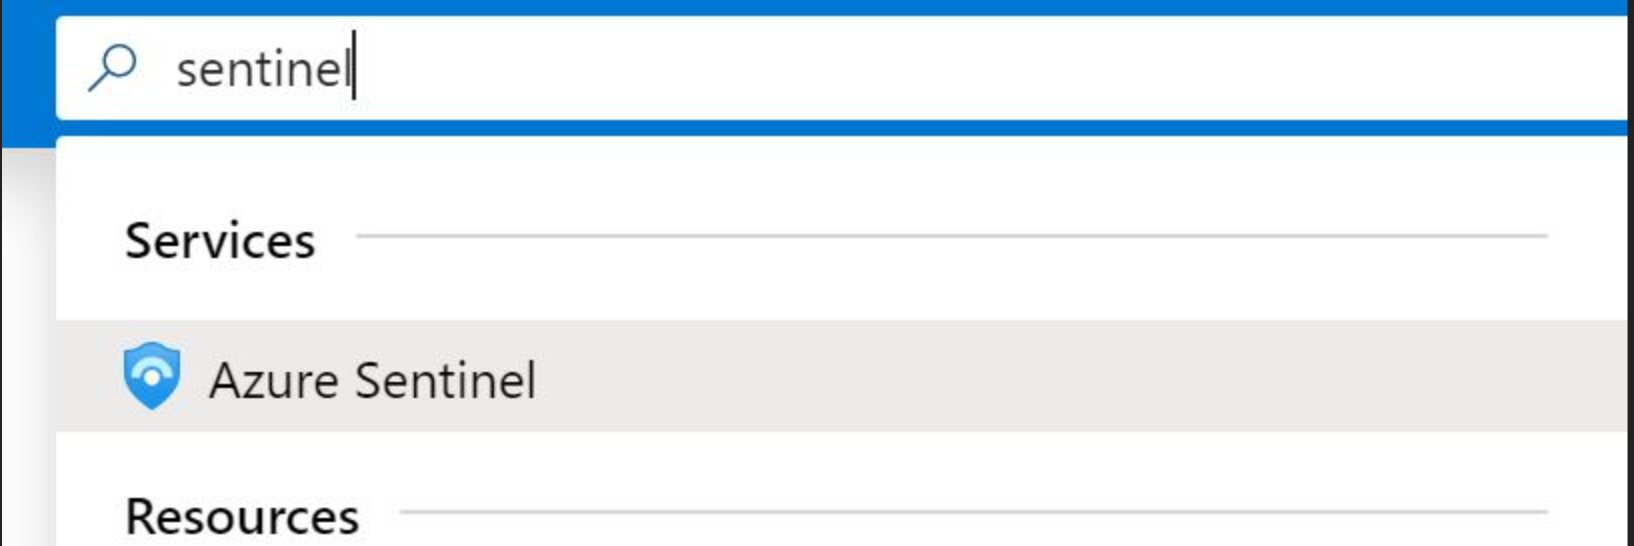 sentinel
Services
Azure Sentinel
Resources